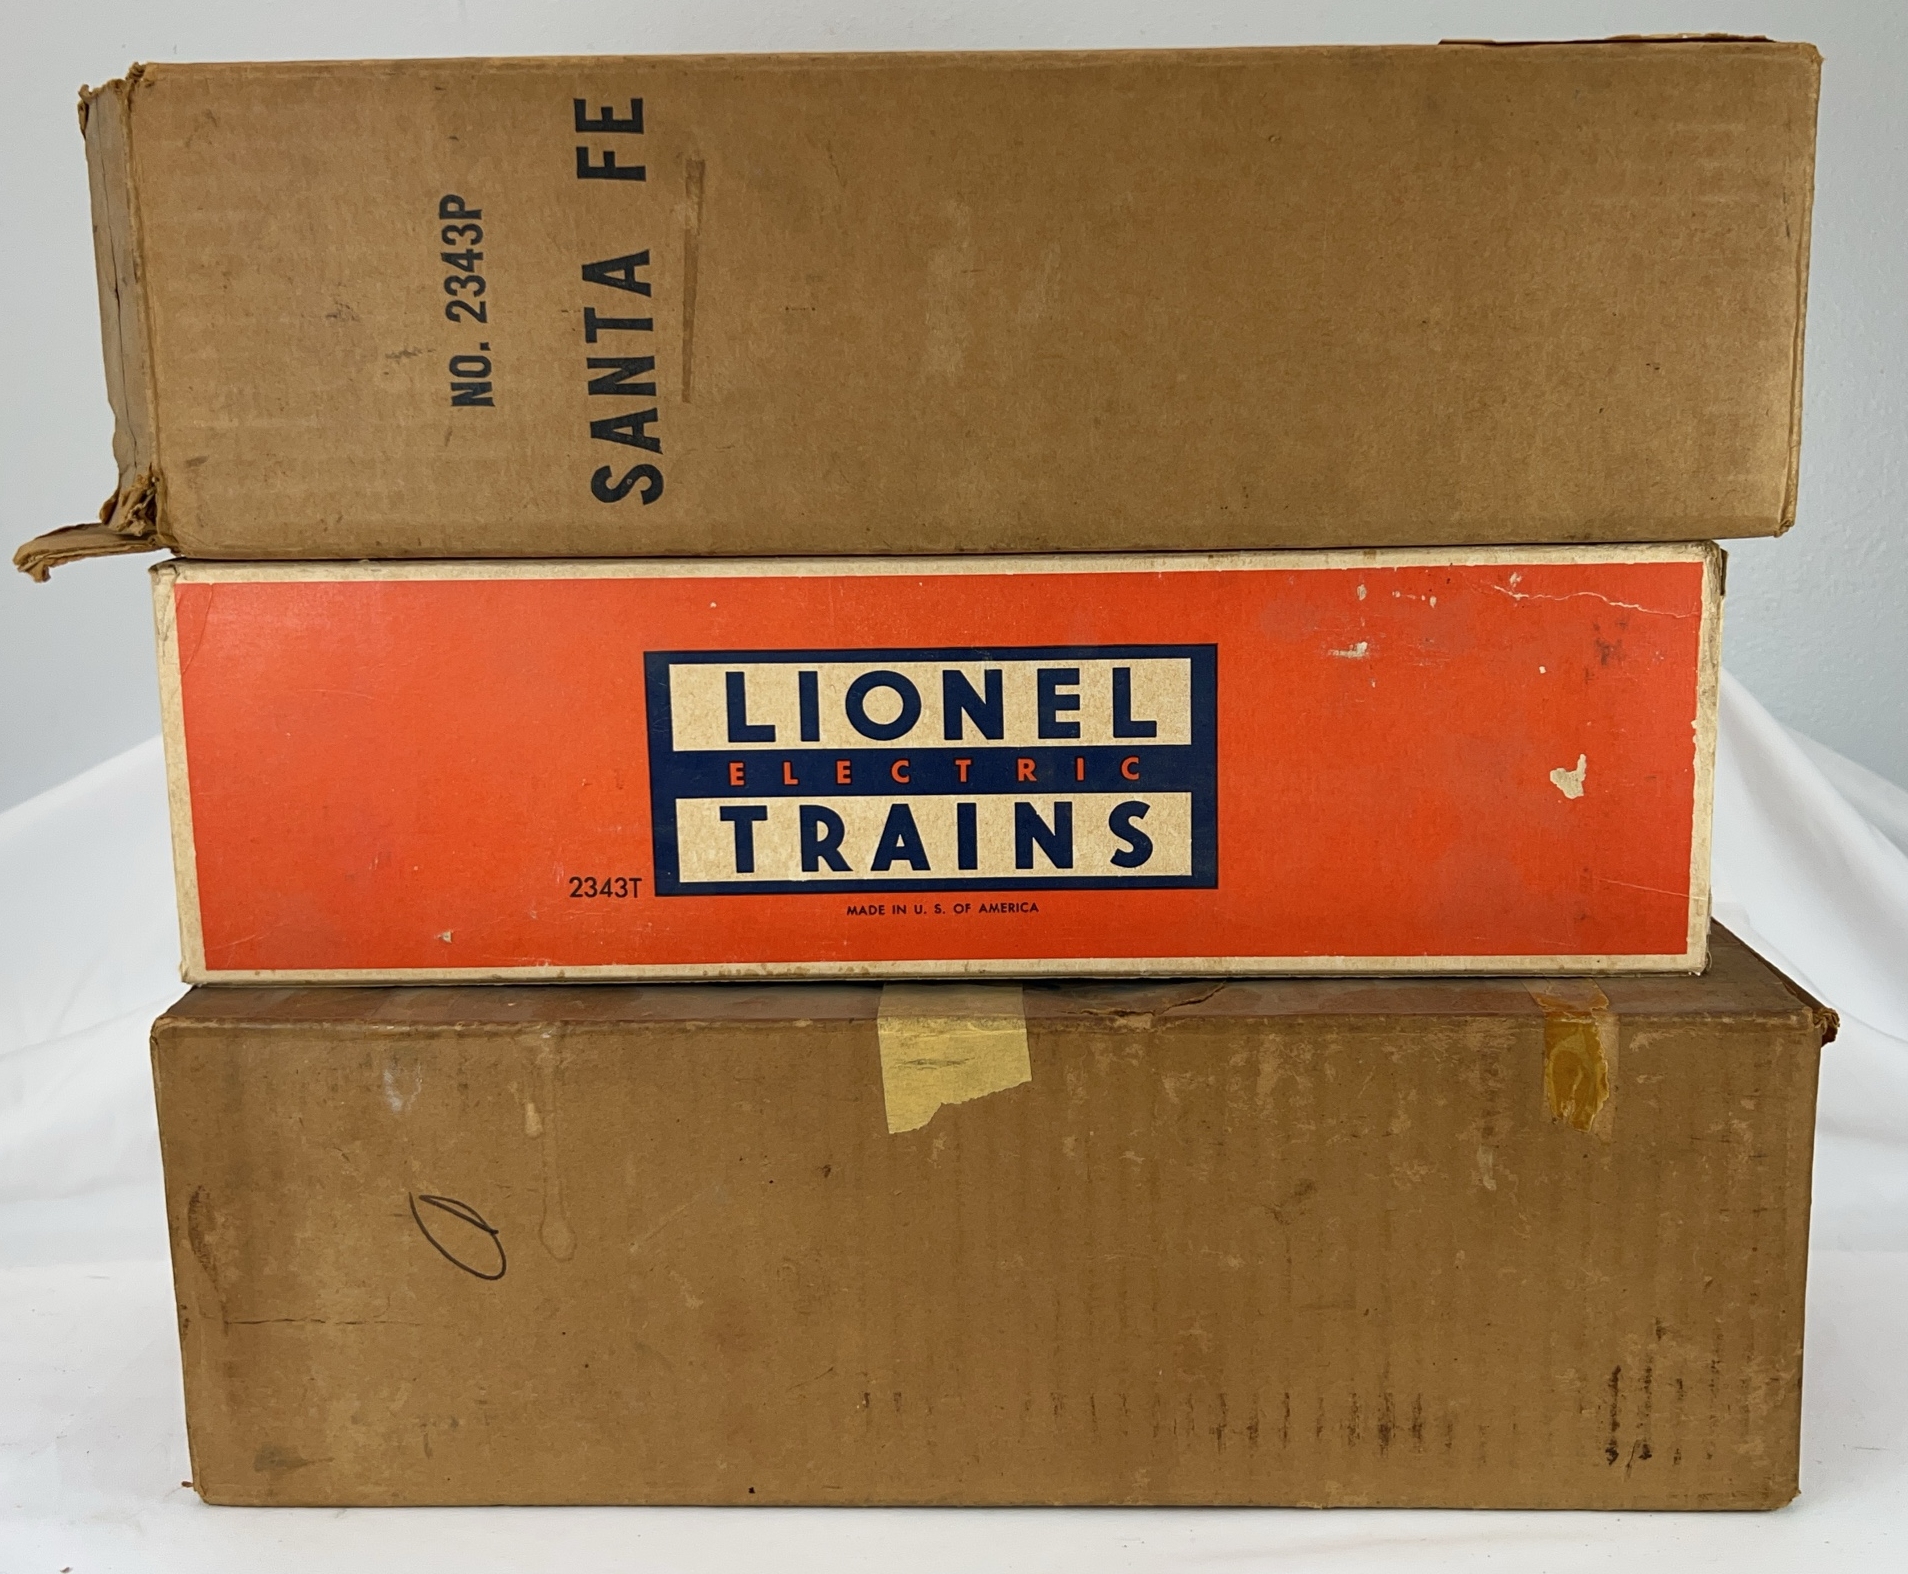 NO. 2343P
SANTA FE
LIONEL
ELECTRIC
TRAINS
2343T
MADE IN U. S. OF AMERICA